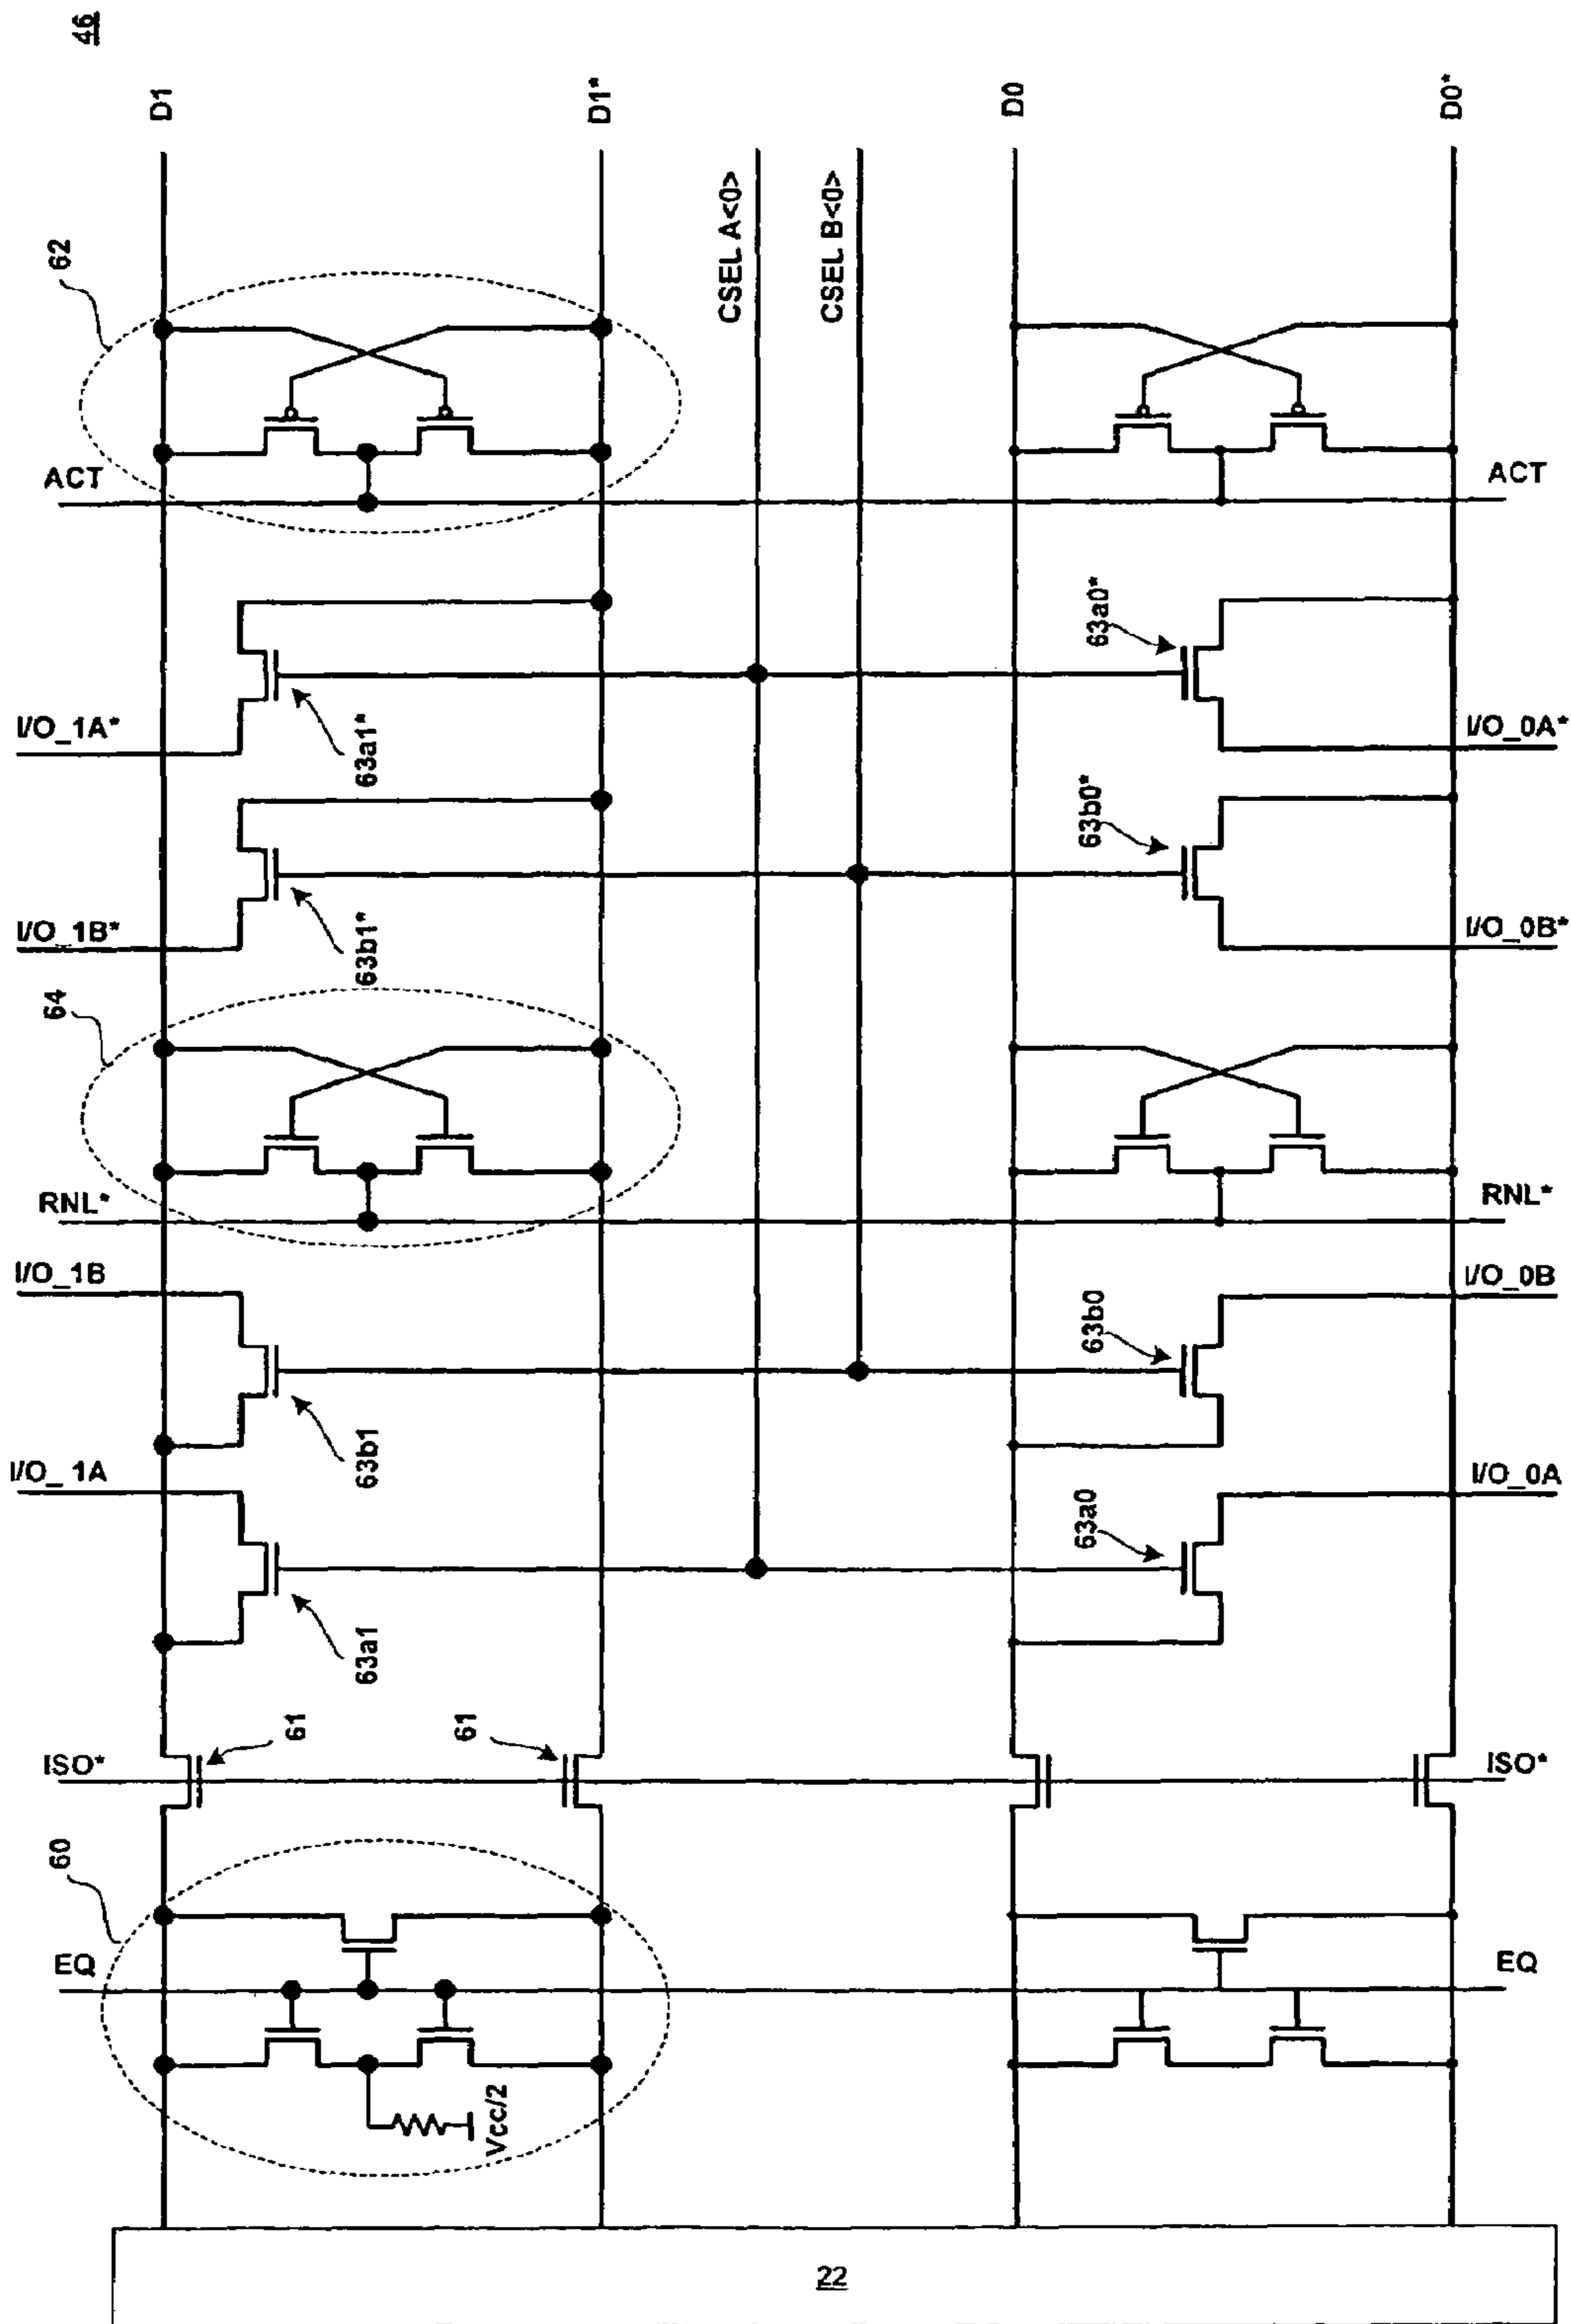 46
D1
D1*
D0
D0*
CSEL A<0>
CSEL B<0>
62
ACT
ACT
I/O_1A*
63a1*
63a0*
I/O_0A*
I/O_1B*
63b1*
63b0*
I/O_0B*
64
RNL*
RNL*
I/O_1B
63b1
63b0
I/O_0B
I/O_1A
63a1
63a0
I/O_0A
ISO*
61
61
ISO*
60
EQ
EQ
Vcc/2
22